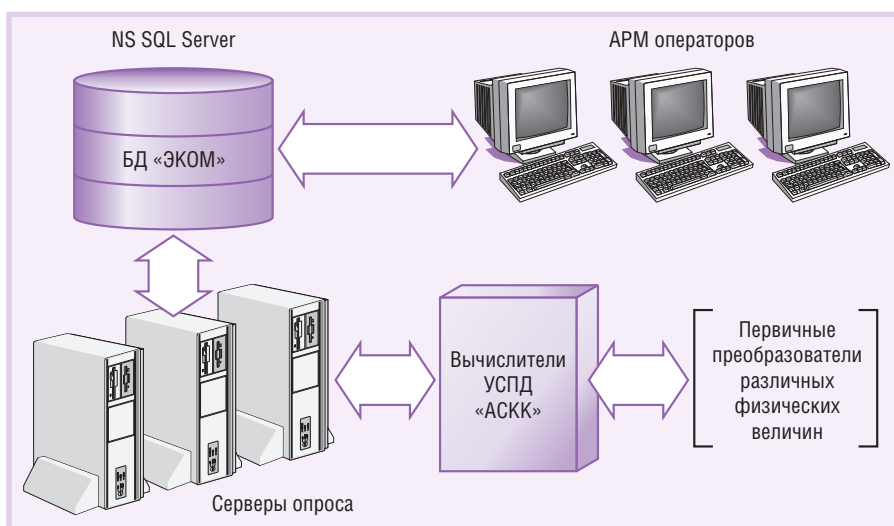 NS SQL Server
АРМ операторов
БД «ЭКОМ»
Вычислители
УСПД
«АСКК»
Первичные
преобразователи
различных
физических
величин
Серверы опроса